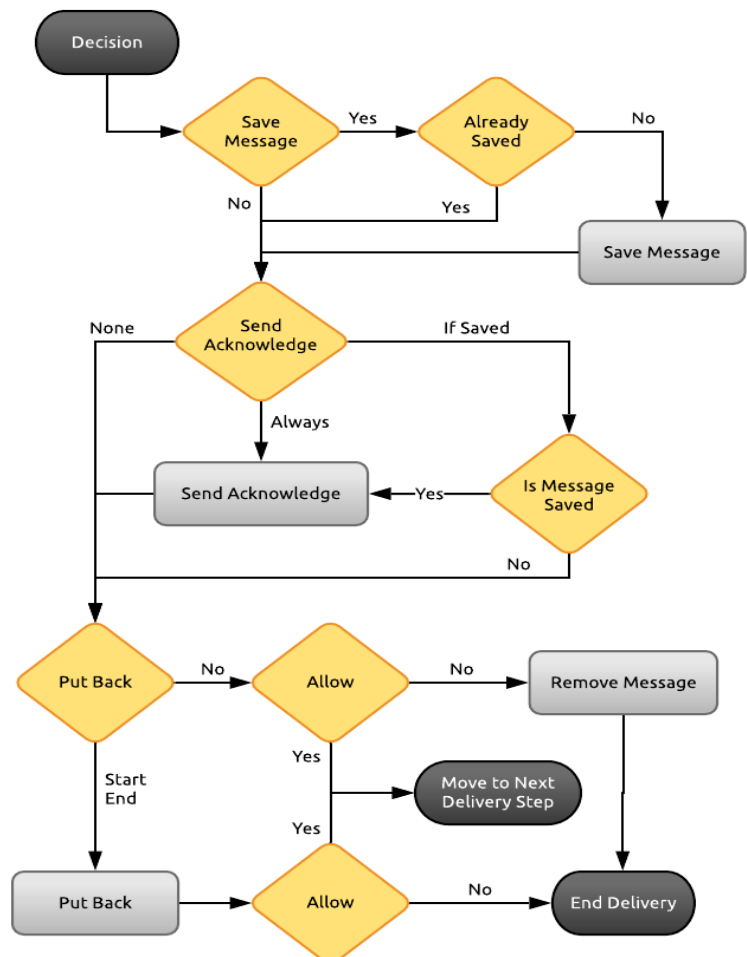 Decision
Save
Message
Yes
Already
Saved
No
No
Yes
Save Message
None
Send
Acknowledge
If Saved
Always
Send Acknowledge
Yes
Is Message
Saved
No
Put Back
No
Allow
No
Remove Message
Start
End
Yes
Move to Next
Delivery Step
Yes
Put Back
Allow
No
End Delivery